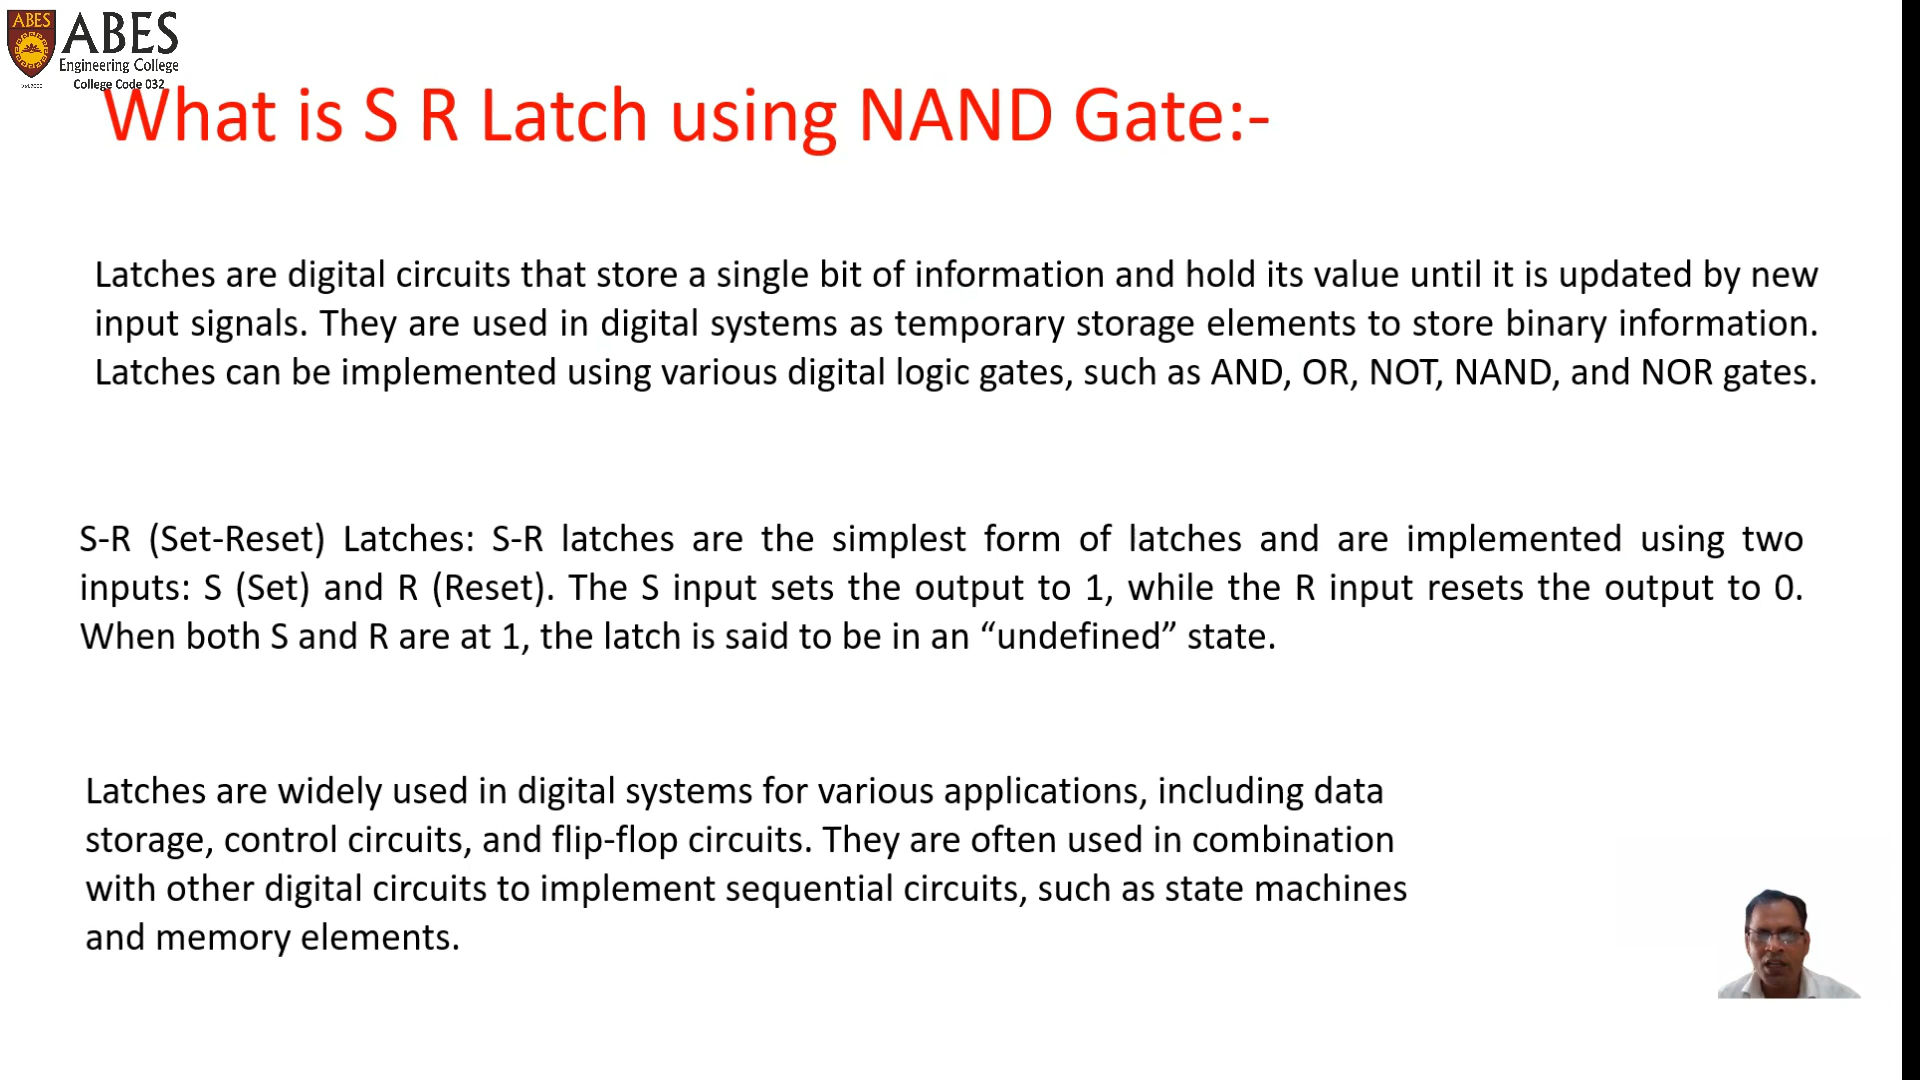 ABES
ABES
Engineering College
College Code 032
What is S R Latch using NAND Gate:-
Latches are digital circuits that store a single bit of information and hold its value until it is updated by new
input signals. They are used in digital systems as temporary storage elements to store binary information.
Latches can be implemented using various digital logic gates, such as AND, OR, NOT, NAND, and NOR gates.
S-R (Set-Reset) Latches: S-R latches are the simplest form of latches and are implemented using two
inputs: S (Set) and R (Reset). The S input sets the output to 1, while the R input resets the output to 0.
When both S and R are at 1, the latch is said to be in an “undefined” state.
Latches are widely used in digital systems for various applications, including data
storage, control circuits, and flip-flop circuits. They are often used in combination
with other digital circuits to implement sequential circuits, such as state machines
and memory elements.